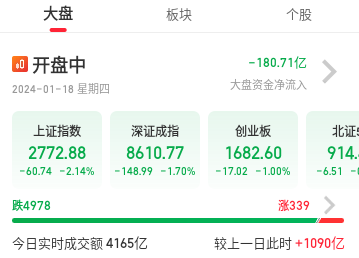 大盘 板块 个股
开盘中
-180.71亿
2024-01-18 星期四
大盘资金净流入
上证指数 深证成指 创业板 北证5
2772.88 8610.77 1682.60 914.
-60.74 -2.14% -148.99 -1.70% -17.02 -1.00% -6.51
跌4978 涨339
今日实时成交额 4165亿 较上一日此时 +1090亿